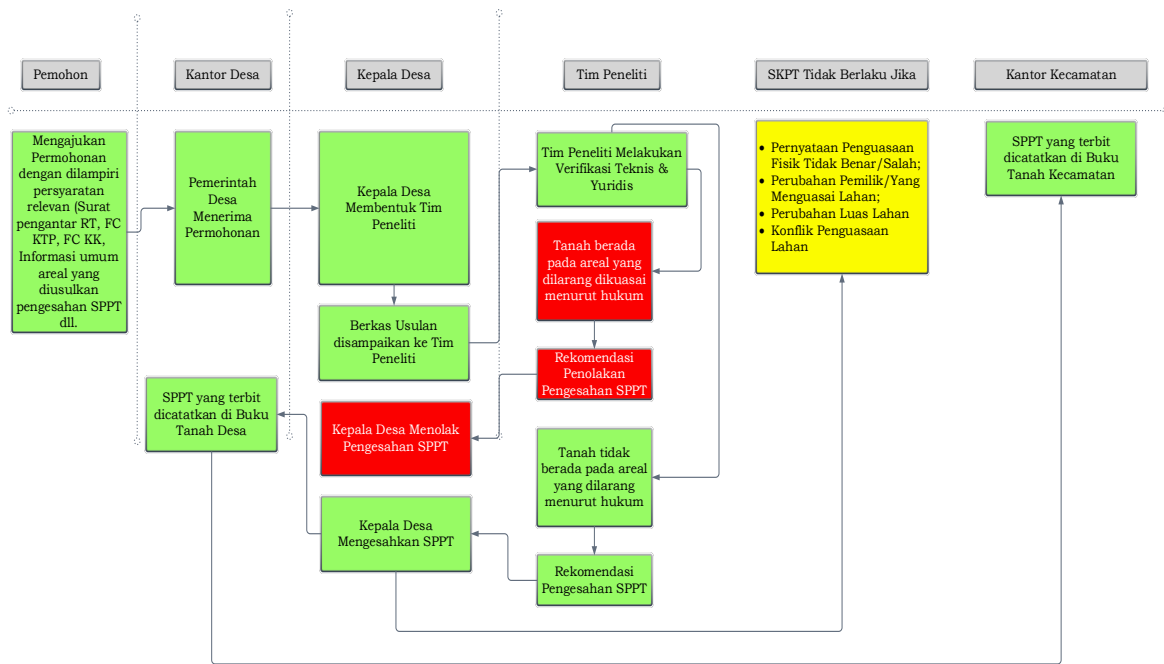 Pemohon
Kantor Desa
Kepala Desa
Tim Peneliti
SKPT Tidak Berlaku Jika
Kantor Kecamatan
Mengajukan
Permohonan
dengan dilampiri
persyaratan
relevan (Surat
pengantar RT, FC
KTP, FC KK,
Informasi umum
areal yang
diusulkan
pengesahan SPPT
dll.
Pemerintah
Desa
Menerima
Permohonan
Kepala Desa
Membentuk Tim
Peneliti
Berkas Usulan
disampaikan ke Tim
Peneliti
Tim Peneliti Melakukan
Verifikasi Teknis &
Yuridis
Tanah berada
pada areal yang
dilarang dikuasai
menurut hukum
Rekomendasi
Penolakan
Pengesahan SPPT
Kepala Desa Menolak
Pengesahan SPPT
Tanah tidak
berada pada areal
yang dilarang
menurut hukum
Rekomendasi
Pengesahan SPPT
Kepala Desa
Mengesahkan SPPT
SPPT yang terbit
dicatatkan di Buku
Tanah Desa
• Pernyataan Penguasaan
Fisik Tidak Benar/Salah;
• Perubahan Pemilik/Yang
Menguasai Lahan;
• Perubahan Luas Lahan
• Konflik Penguasaan
Lahan
SPPT yang terbit
dicatatkan di Buku
Tanah Kecamatan